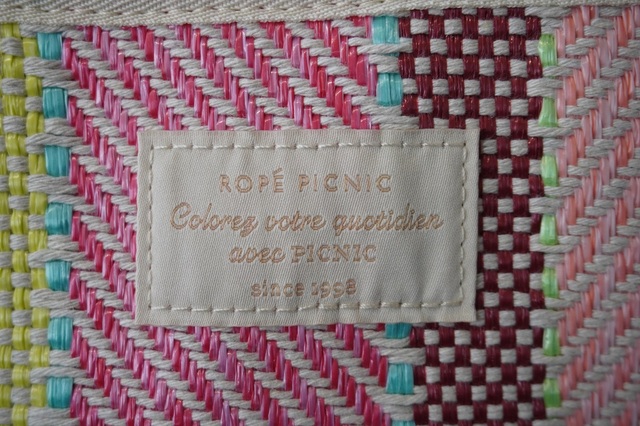 ROPÉ PICNIC
Colorez votre quotidien
avec PICNIC
since 1998